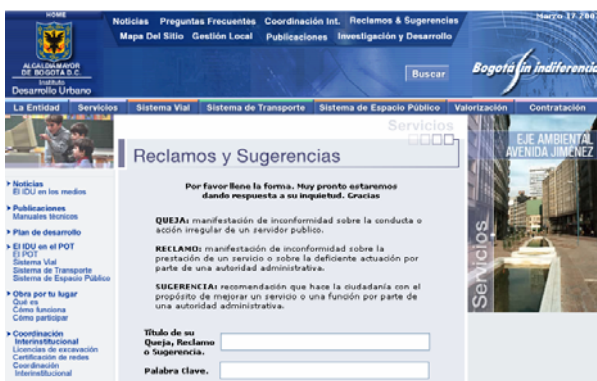 HOME
Noticias Preguntas Frecuentes Coordinación Int. Reclamos & Sugerencias
Mapa Del Sitio Gestión Local Publicaciones Investigación y Desarrollo
Marzo 17 200
ALCALDIA MAYOR
DE BOGOTA D.C.
Instituto
Desarrollo Urbano
Buscar
Bogotá sin indiferencia
La Entidad Servicios Sistema Vial Sistema de Transporte Sistema de Espacio Público Valorización Contratación
Servicios
Reclamos y Sugerencias
EJE AMBIENTAL
AVENIDA JIMÉNEZ
Servicios
Por favor llene la forma. Muy pronto estaremos
dando respuesta a su inquietud. Gracias
QUEJA: manifestación de inconformidad sobre la conducta o
acción irregular de un servidor publico.
RECLAMO: manifestación de inconformidad sobre la
prestación de un servicio o sobre la deficiente actuación por
parte de una autoridad administrativa.
SUGERENCIA: recomendación que hace la ciudadanía con el
propósito de mejorar un servicio o una función por parte de
una autoridad administrativa.
Título de su
Queja, Reclamo
o Sugerencia.
Palabra Clave.
Noticias
El IDU en los medios
Publicaciones
Manuales técnicos
Plan de desarrollo
El IDU en el POT
El POT
Sistema Vial
Sistema de Transporte
Sistema de Espacio Público
Obra por tu lugar
Qué es
Cómo funciona
Cómo participar
Coordinación
Interinstitucional
Licencias de excavación
Certificación de redes
Coordinación
Interinstitucional